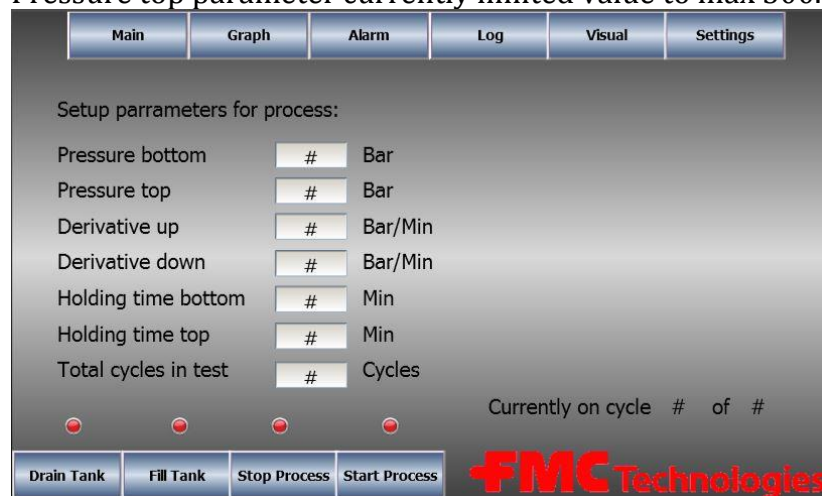 Pressure top parameter currently limited value to max 300.
Main Graph Alarm Log Visual Settings
Setup parrameters for process:
Pressure bottom # Bar
Pressure top # Bar
Derivative up # Bar/Min
Derivative down # Bar/Min
Holding time bottom # Min
Holding time top # Min
Total cycles in test # Cycles
Currently on cycle # of #
Drain Tank Fill Tank Stop Process Start Process
FMC Technologies